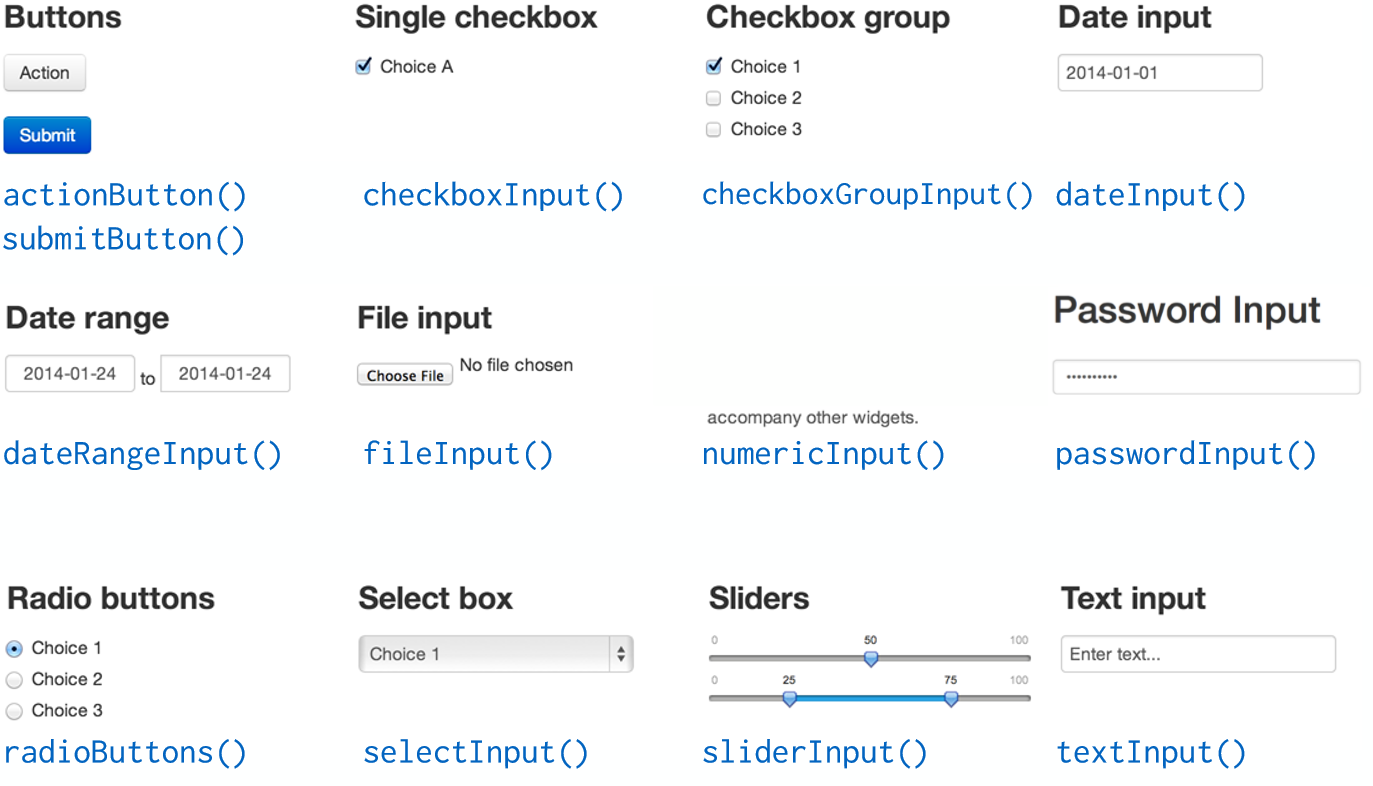 Buttons
Action
Submit
actionButton()
submitButton()
Single checkbox
Choice A
checkboxInput()
Checkbox group
Choice 1
Choice 2
Choice 3
checkboxGroupInput()
Date input
2014-01-01
dateInput()
Date range
2014-01-24 to 2014-01-24
dateRangeInput()
File input
Choose File No file chosen
fileInput()
accompany other widgets.
numericInput()
Password Input
••••••••••
passwordInput()
Radio buttons
Choice 1
Choice 2
Choice 3
radioButtons()
Select box
Choice 1
selectInput()
Sliders
0 50 100
0 25 75 100
sliderInput()
Text input
Enter text...
textInput()